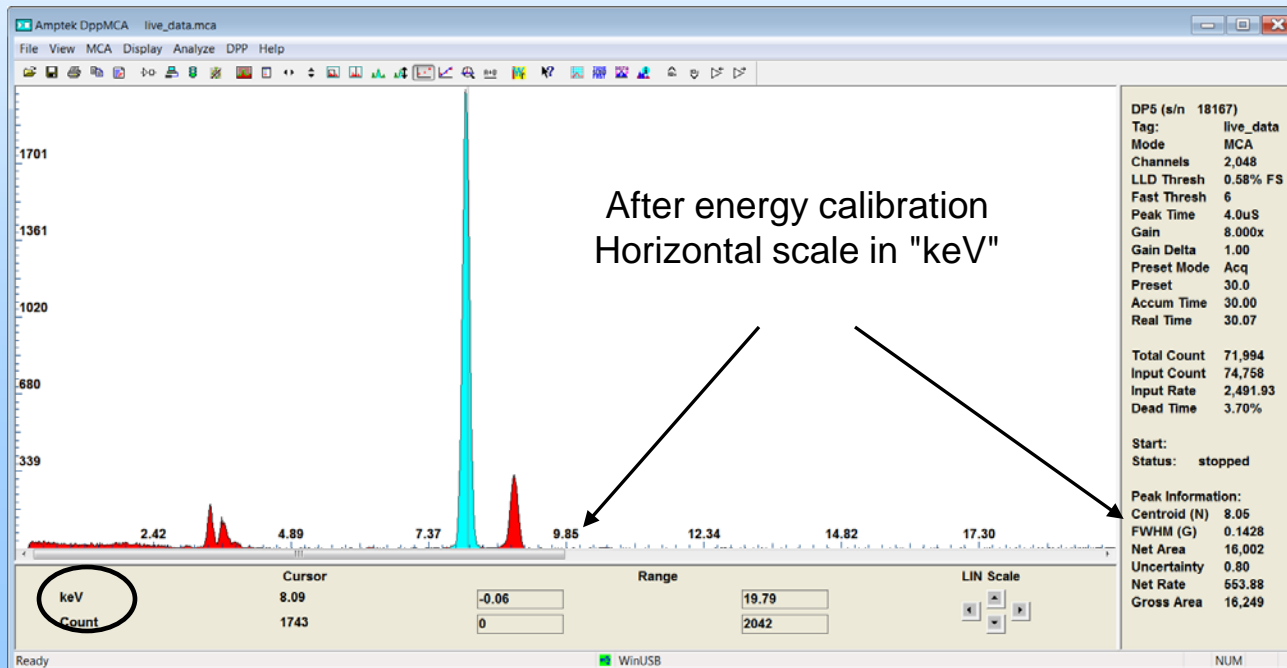 Amptek DppMCA live_data.mca
File View MCA Display Analyze DPP Help
1701
1361
1020
680
339
2.42 4.89 7.37 9.85 12.34 14.82 17.30
After energy calibration
Horizontal scale in "keV"
DP5 (s/n 18167)
Tag: live_data
Mode MCA
Channels 2,048
LLD Thresh 0.58% FS
Fast Thresh 6
Peak Time 4.0uS
Gain 8.000x
Gain Delta 1.00
Preset Mode Acq
Preset 30.0
Accum Time 30.00
Real Time 30.07
Total Count 71,994
Input Count 74,758
Input Rate 2,491.93
Dead Time 3.70%
Start:
Status: stopped
Peak Information:
Centroid (N) 8.05
FWHM (G) 0.1428
Net Area 16,002
Uncertainty 0.80
Net Rate 553.88
Gross Area 16,249
Cursor Range LIN Scale
keV 8.09 -0.06 19.79
Count 1743 0 2042
Ready WinUSB NUM